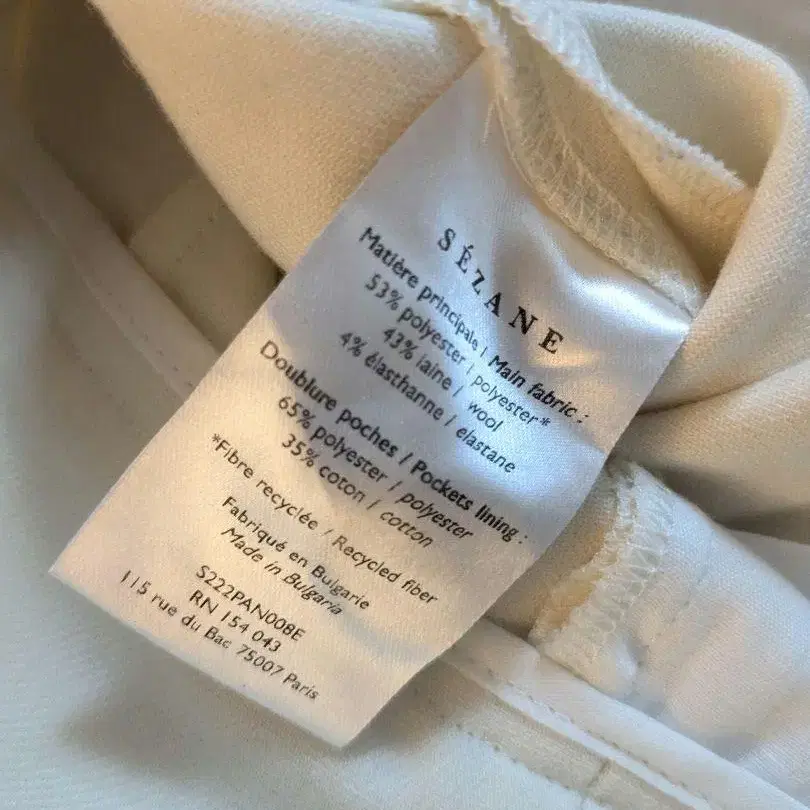 SÉZANE
Matière principale / Main fabric :
53% polyester / polyester*
43% laine / wool
4% élasthanne / élastane
Doublure poches / Pockets lining :
65% polyester / polyester
35% coton / cotton
*Fibre recyclée / Recycled fiber
Fabriqué en Bulgarie
Made in Bulgaria
S222PAN008E
RN 154 043
115 rue du Bac 75007 Paris